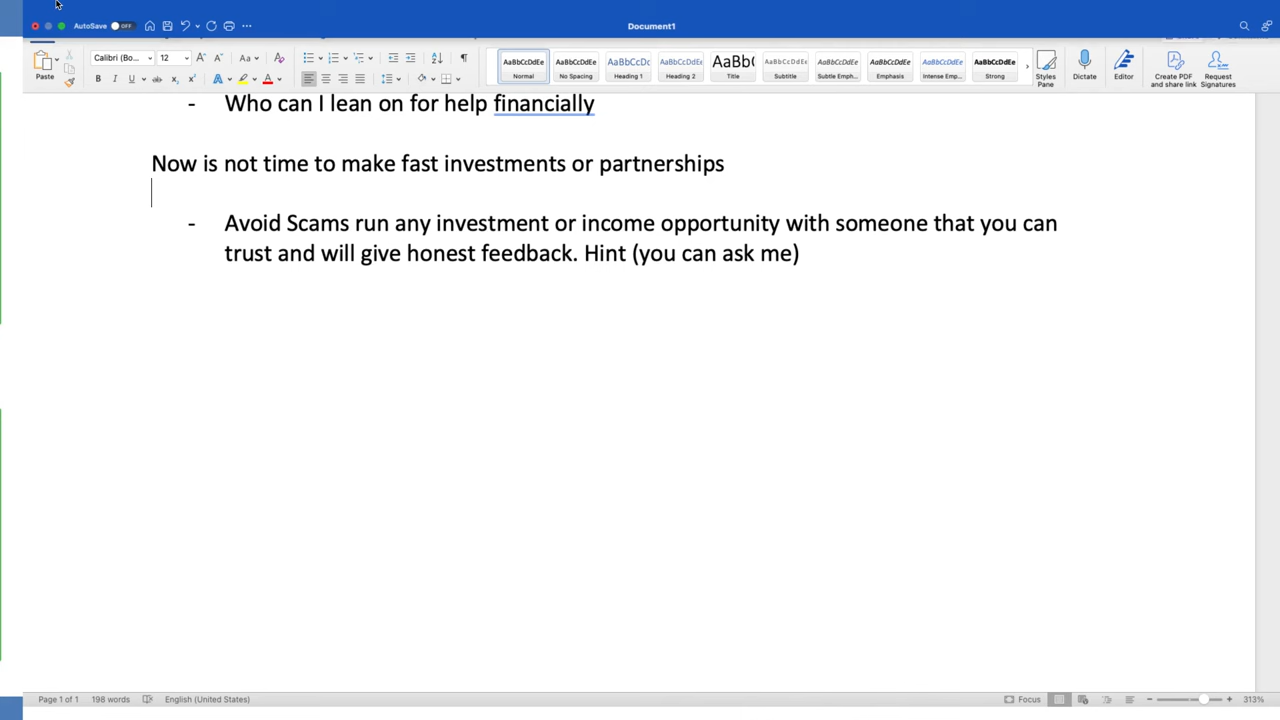 AutoSave OFF Document1
Calibri (Bo... 12 Aa
AaBbCcDdEe AaBbCcDdEe AaBbCcDc AaBbCcDdEe AaBb( AaBbCcDdEe AaBbCcDdEe AaBbCcDdEe AaBbCcDdEe AaBbCcDdEe
Paste Normal No Spacing Heading 1 Heading 2 Title Subtitle Subtle Emph... Emphasis Intense Emp... Strong Styles Pane Dictate Editor Create PDF and share link Request Signatures
- Who can I lean on for help financially
Now is not time to make fast investments or partnerships
- Avoid Scams run any investment or income opportunity with someone that you can
trust and will give honest feedback. Hint (you can ask me)
Page 1 of 1 198 words English (United States) Focus 313%